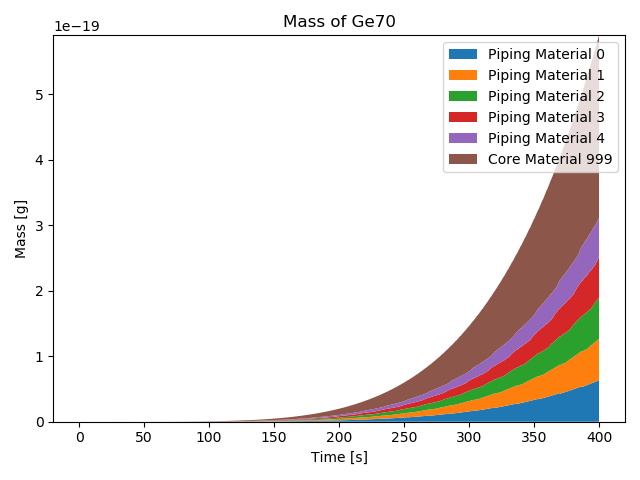 Mass of Ge70
1e−19
Piping Material 0
Piping Material 1
Piping Material 2
Piping Material 3
Piping Material 4
Core Material 999
5
4
3
2
1
0
Mass [g]
0 50 100 150 200 250 300 350 400
Time [s]